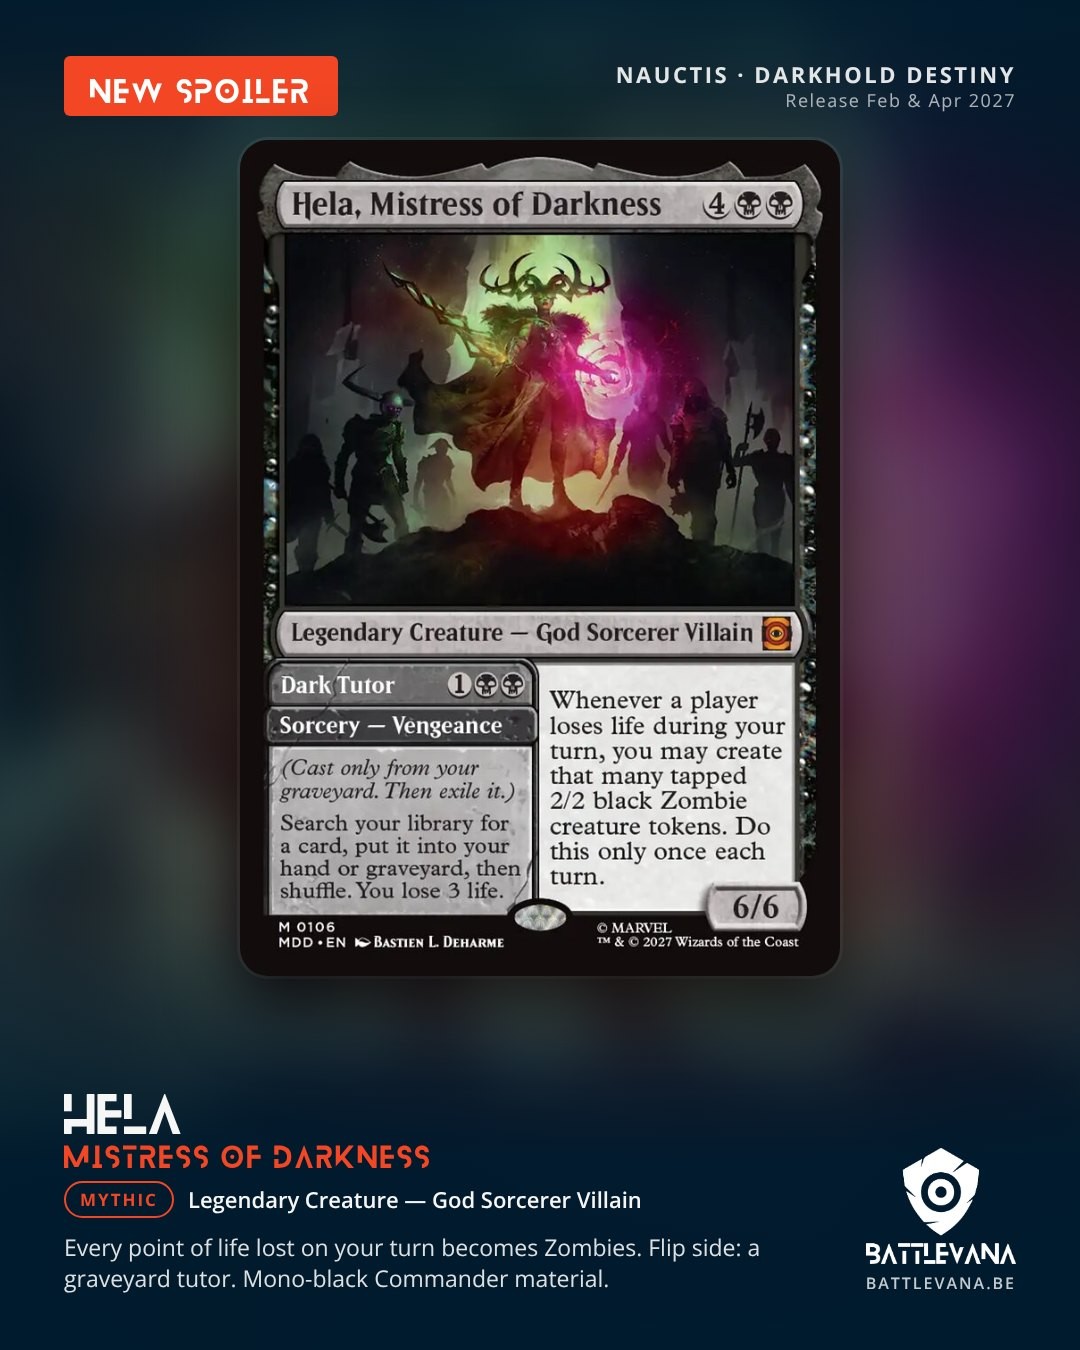 NEW SPOILER
NAUCTIS · DARKHOLD DESTINY
Release Feb & Apr 2027
Hela, Mistress of Darkness 4
Legendary Creature — God Sorcerer Villain
Dark Tutor 1
Sorcery — Vengeance
(Cast only from your
graveyard. Then exile it.)
Search your library for
a card, put it into your
hand or graveyard, then
shuffle. You lose 3 life.
Whenever a player
loses life during your
turn, you may create
that many tapped
2/2 black Zombie
creature tokens. Do
this only once each
turn.
6/6
M 0106
MDD • EN BASTIEN L. DEHARME
© MARVEL
™ & © 2027 Wizards of the Coast
HELA
MISTRESS OF DARKNESS
MYTHIC Legendary Creature — God Sorcerer Villain
Every point of life lost on your turn becomes Zombies. Flip side: a
graveyard tutor. Mono-black Commander material.
BATTLEVANA
BATTLEVANA.BE